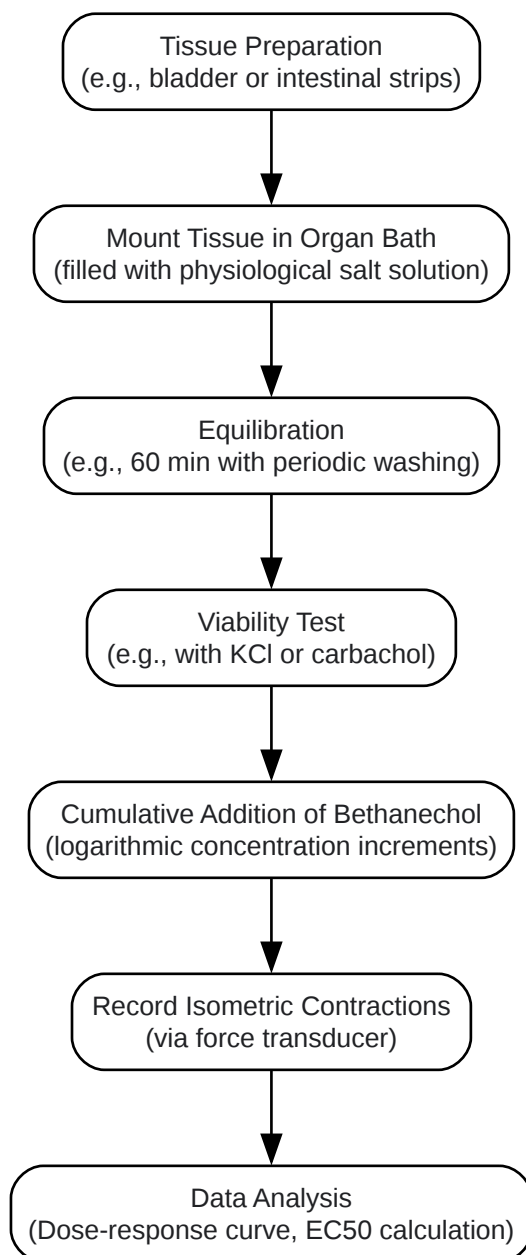 Tissue Preparation
(e.g., bladder or intestinal strips)
Mount Tissue in Organ Bath
(filled with physiological salt solution)
Equilibration
(e.g., 60 min with periodic washing)
Viability Test
(e.g., with KCl or carbachol)
Cumulative Addition of Bethanechol
(logarithmic concentration increments)
Record Isometric Contractions
(via force transducer)
Data Analysis
(Dose-response curve, EC50 calculation)